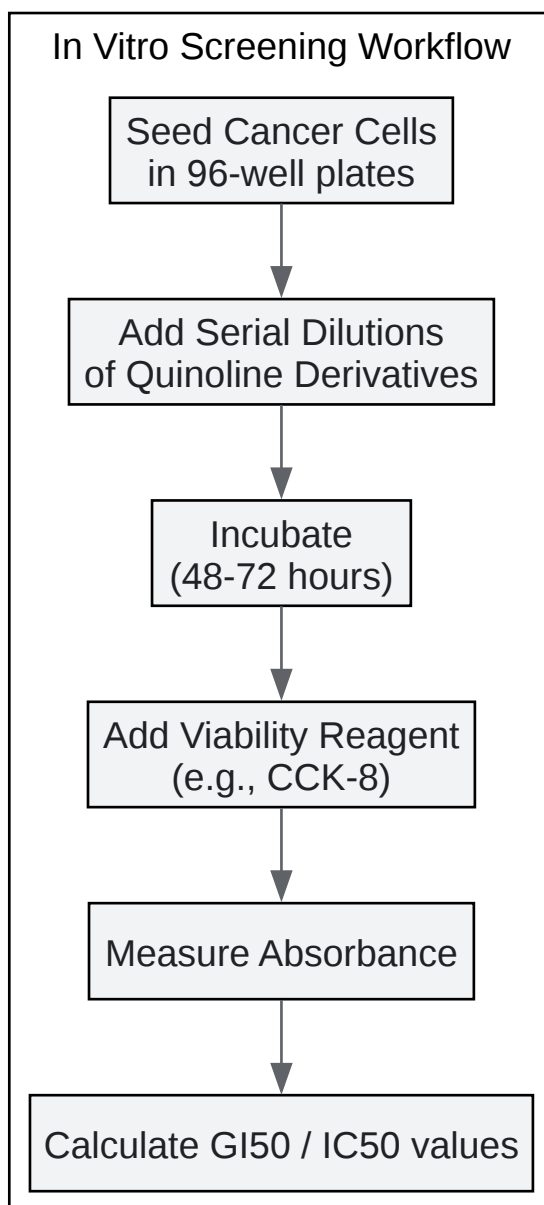 In Vitro Screening Workflow
Seed Cancer Cells
in 96-well plates
Add Serial Dilutions
of Quinoline Derivatives
Incubate
(48-72 hours)
Add Viability Reagent
(e.g., CCK-8)
Measure Absorbance
Calculate GI50 / IC50 values